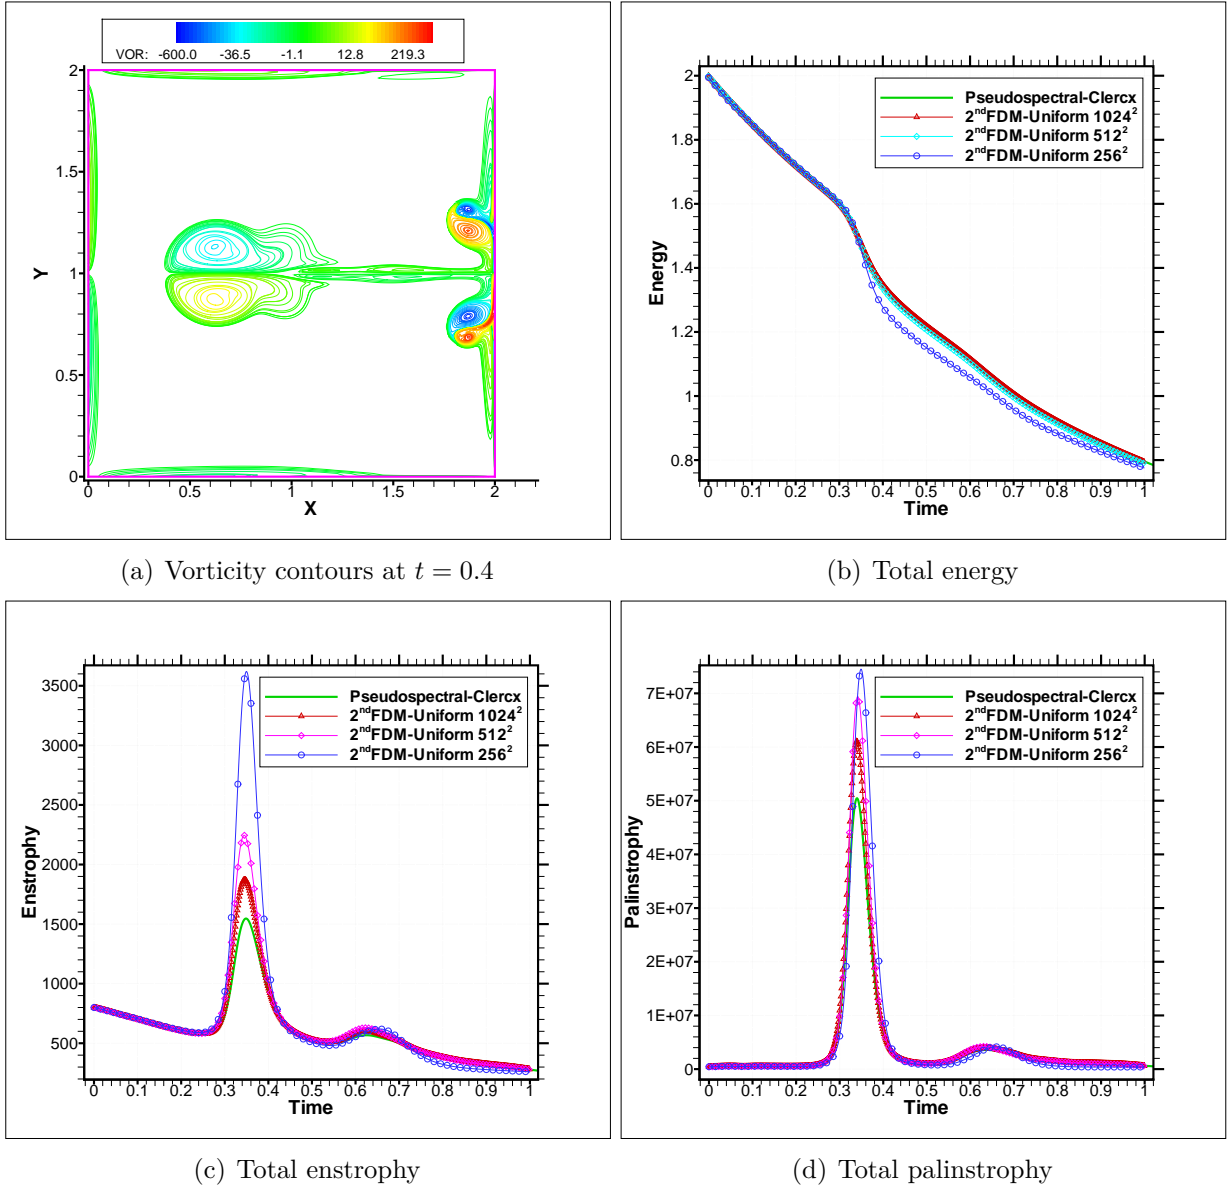 VOR: -600.0 -36.5 -1.1 12.8 219.3
2
1.5
1
0.5
0
Y
0 0.5 1 1.5 2
X
(a) Vorticity contours at t = 0.4
Pseudospectral-Clercx
2ndFDM-Uniform 1024²
2ndFDM-Uniform 512²
2ndFDM-Uniform 256²
2
1.8
1.6
1.4
1.2
1
0.8
Energy
0 0.1 0.2 0.3 0.4 0.5 0.6 0.7 0.8 0.9 1
Time
(b) Total energy
Pseudospectral-Clercx
2ndFDM-Uniform 1024²
2ndFDM-Uniform 512²
2ndFDM-Uniform 256²
3500
3000
2500
2000
1500
1000
500
Enstrophy
0 0.1 0.2 0.3 0.4 0.5 0.6 0.7 0.8 0.9 1
Time
(c) Total enstrophy
Pseudospectral-Clercx
2ndFDM-Uniform 1024²
2ndFDM-Uniform 512²
2ndFDM-Uniform 256²
7E+07
6E+07
5E+07
4E+07
3E+07
2E+07
1E+07
0
Palinstrophy
0 0.1 0.2 0.3 0.4 0.5 0.6 0.7 0.8 0.9 1
Time
(d) Total palinstrophy